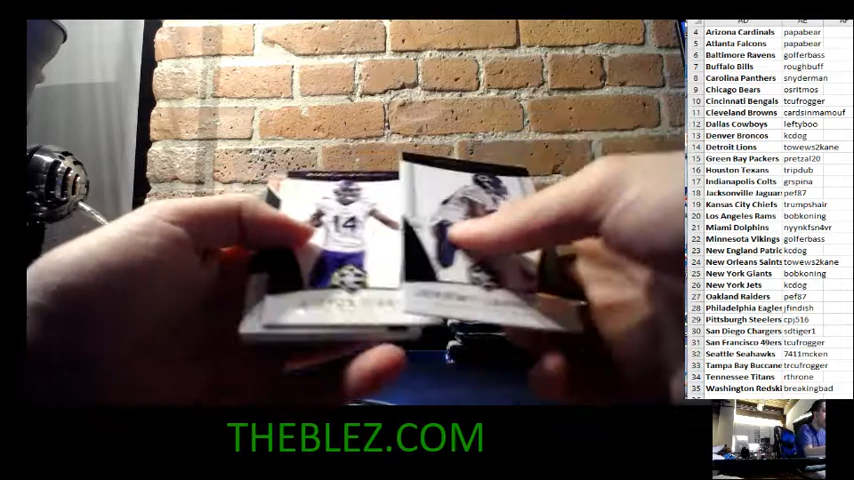 AD AE AF
4 Arizona Cardinals papabear
5 Atlanta Falcons papabear
6 Baltimore Ravens golferbass
7 Buffalo Bills roughbuff
8 Carolina Panthers snyderman
9 Chicago Bears osritmos
10 Cincinnati Bengals tcufrogger
11 Cleveland Browns cardsinmamouf
12 Dallas Cowboys leftyboo
13 Denver Broncos kcdog
14 Detroit Lions towews2kane
15 Green Bay Packers pretzal20
16 Houston Texans tripdub
17 Indianapolis Colts grspina
18 Jacksonville Jaguar pef87
19 Kansas City Chiefs trumpshair
20 Los Angeles Rams bobkoning
21 Miami Dolphins nyynkfsn4vr
22 Minnesota Vikings golferbass
23 New England Patri kcdog
24 New Orleans Saints towews2kane
25 New York Giants bobkoning
26 New York Jets kcdog
27 Oakland Raiders pef87
28 Philadelphia Eagles jfindish
29 Pittsburgh Steelers cpj516
30 San Diego Chargers sdtiger1
31 San Francisco 49ers tcufrogger
32 Seattle Seahawks 7411mcken
33 Tampa Bay Buccane trcufrogger
34 Tennessee Titans rthrone
35 Washington Redski breakingbad
14
THEBLEZ.COM